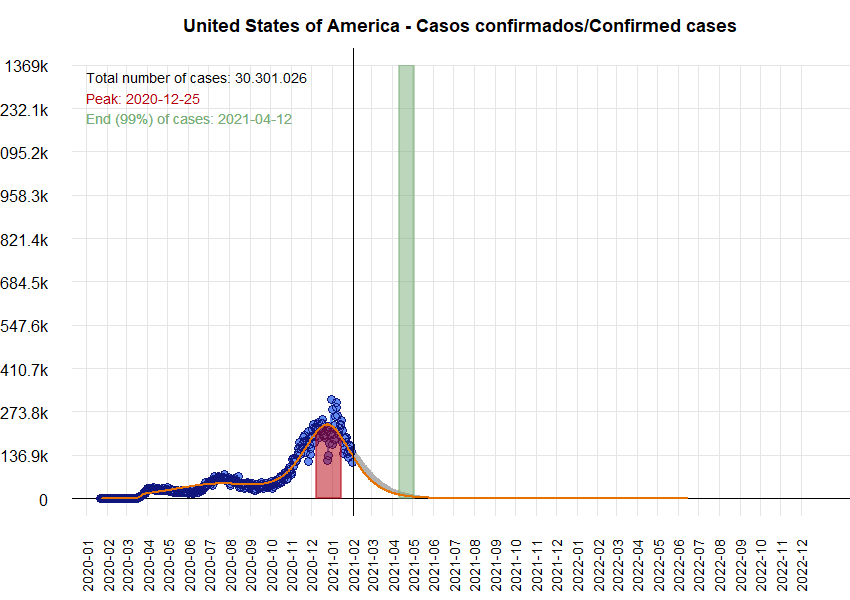 United States of America - Casos confirmados/Confirmed cases
1369k
232.1k
095.2k
958.3k
821.4k
684.5k
547.6k
410.7k
273.8k
136.9k
0
Total number of cases: 30.301.026
Peak: 2020-12-25
End (99%) of cases: 2021-04-12
2020-01
2020-02
2020-03
2020-04
2020-05
2020-06
2020-07
2020-08
2020-09
2020-10
2020-11
2020-12
2021-01
2021-02
2021-03
2021-04
2021-05
2021-06
2021-07
2021-08
2021-09
2021-10
2021-11
2021-12
2022-01
2022-02
2022-03
2022-04
2022-05
2022-06
2022-07
2022-08
2022-09
2022-10
2022-11
2022-12